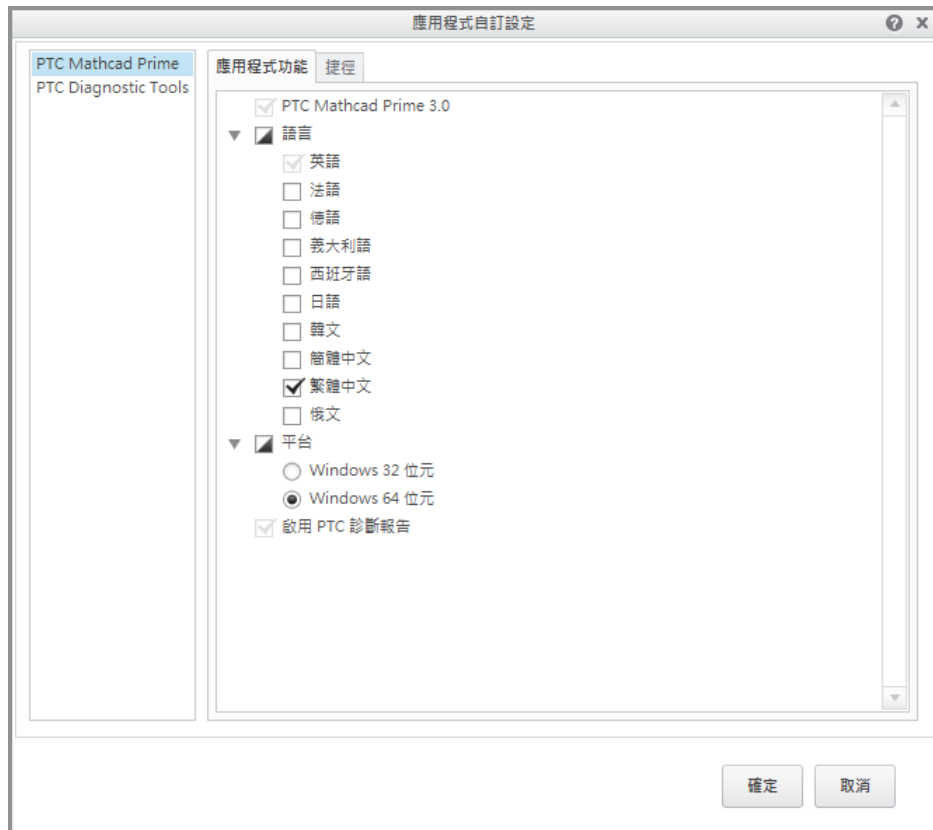 應用程式自訂設定
PTC Mathcad Prime
PTC Diagnostic Tools
應用程式功能
捷徑
PTC Mathcad Prime 3.0
語言
英語
法語
德語
義大利語
西班牙語
日語
韓文
簡體中文
繁體中文
俄文
平台
Windows 32 位元
Windows 64 位元
啟用 PTC 診斷報告
確定
取消